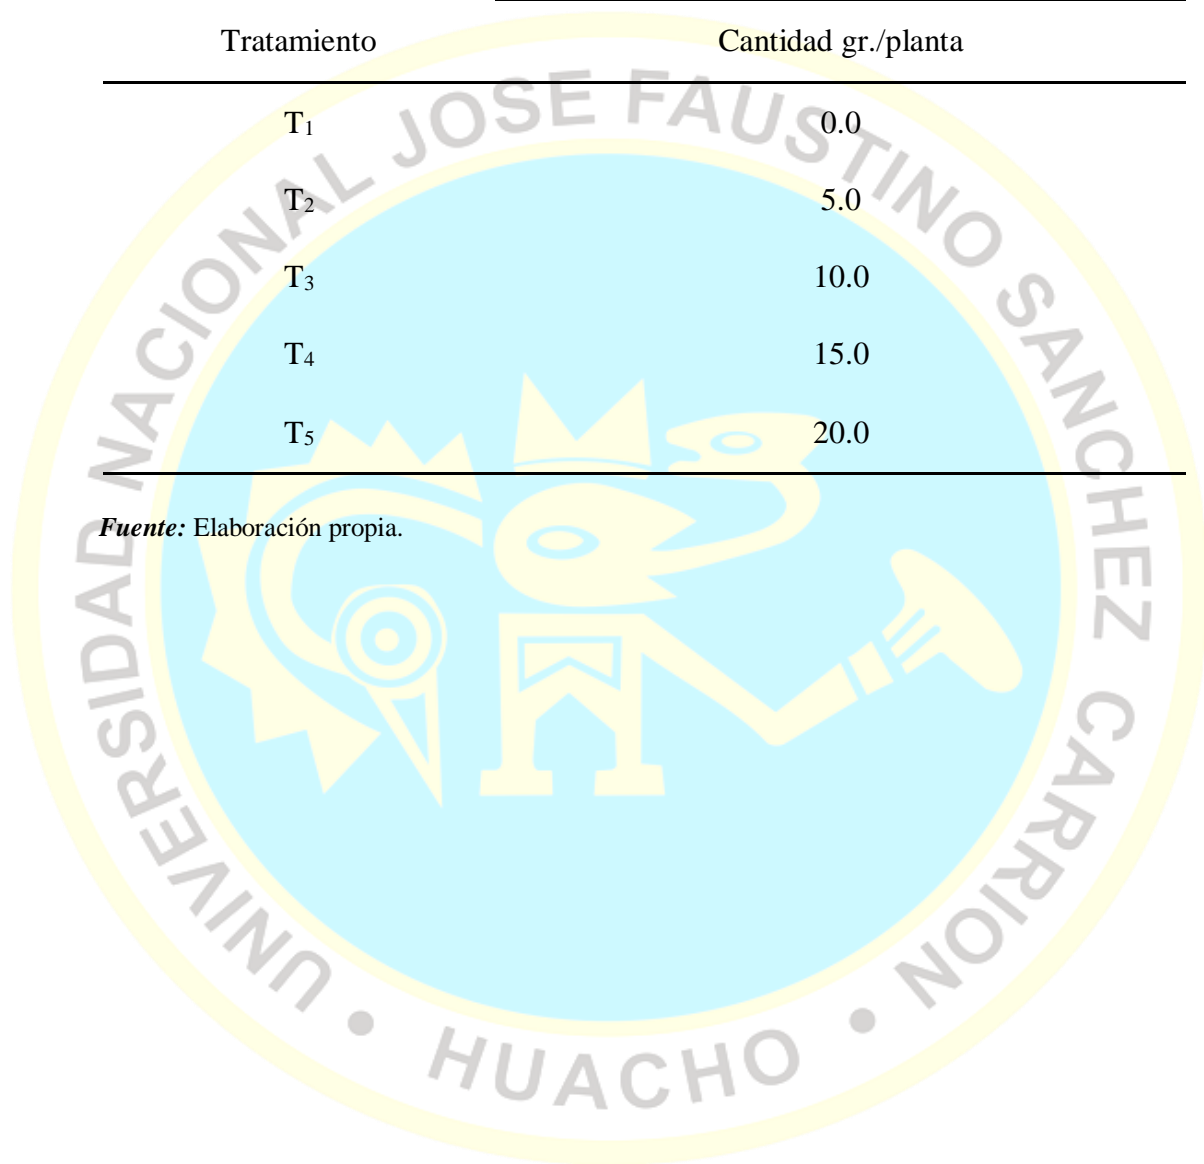 Tratamiento Cantidad gr./planta
T₁ 0.0
T₂ 5.0
T₃ 10.0
T₄ 15.0
T₅ 20.0
Fuente: Elaboración propia.
UNIVERSIDAD NACIONAL JOSE FAUSTINO SANCHEZ CARRION • HUACHO •